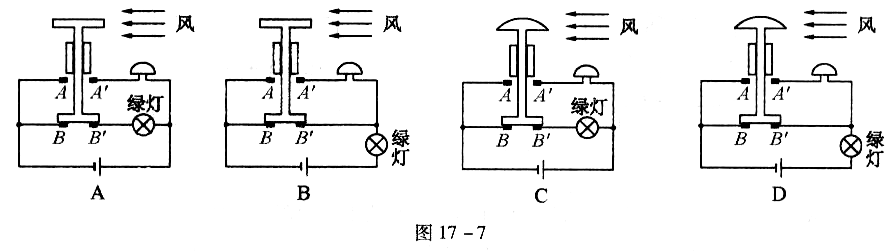 风 风 风 风
A A′ A A′ A A′ A A′
绿灯 绿灯
B B′ B B′ B B′ B B′
绿灯 绿灯
A B C D
图 17-7